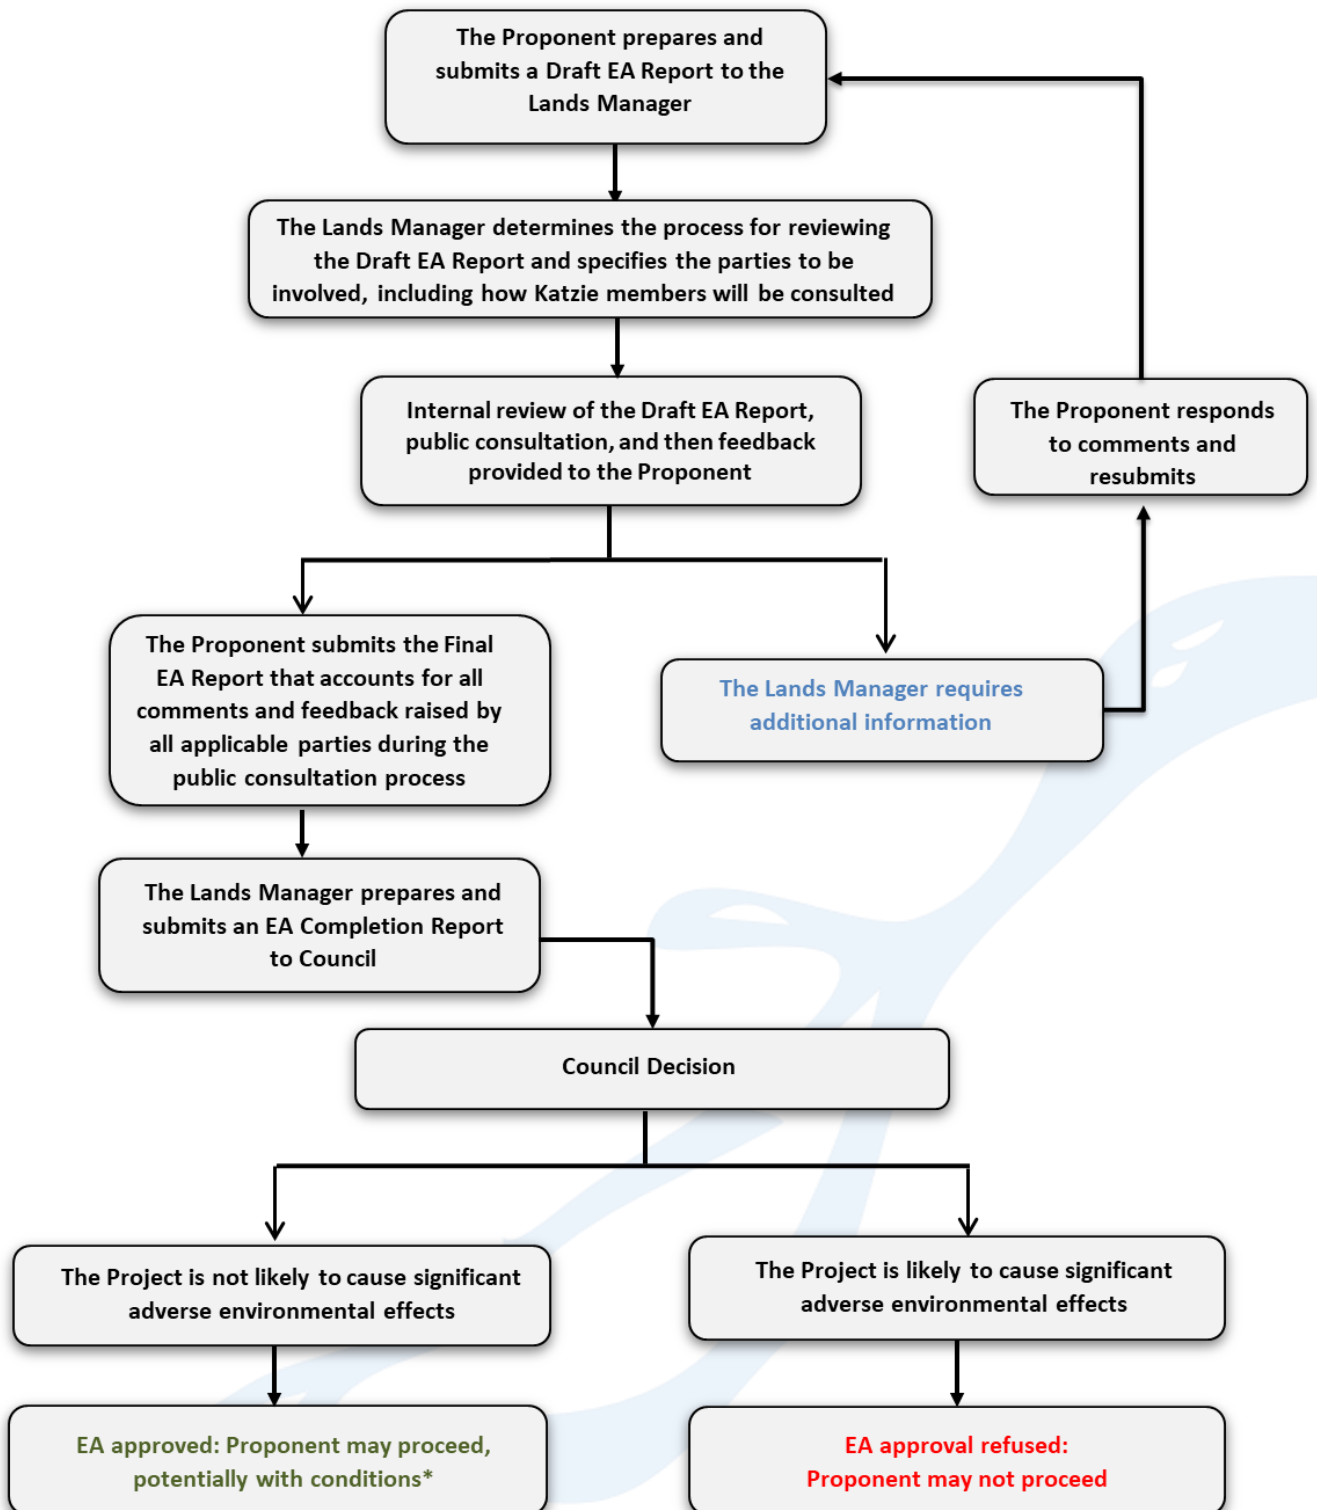 The Proponent prepares and
submits a Draft EA Report to the
Lands Manager
The Lands Manager determines the process for reviewing
the Draft EA Report and specifies the parties to be
involved, including how Katzie members will be consulted
Internal review of the Draft EA Report,
public consultation, and then feedback
provided to the Proponent
The Proponent responds
to comments and
resubmits
The Proponent submits the Final
EA Report that accounts for all
comments and feedback raised by
all applicable parties during the
public consultation process
The Lands Manager requires
additional information
The Lands Manager prepares and
submits an EA Completion Report
to Council
Council Decision
The Project is not likely to cause significant
adverse environmental effects
The Project is likely to cause significant
adverse environmental effects
EA approved: Proponent may proceed,
potentially with conditions*
EA approval refused:
Proponent may not proceed